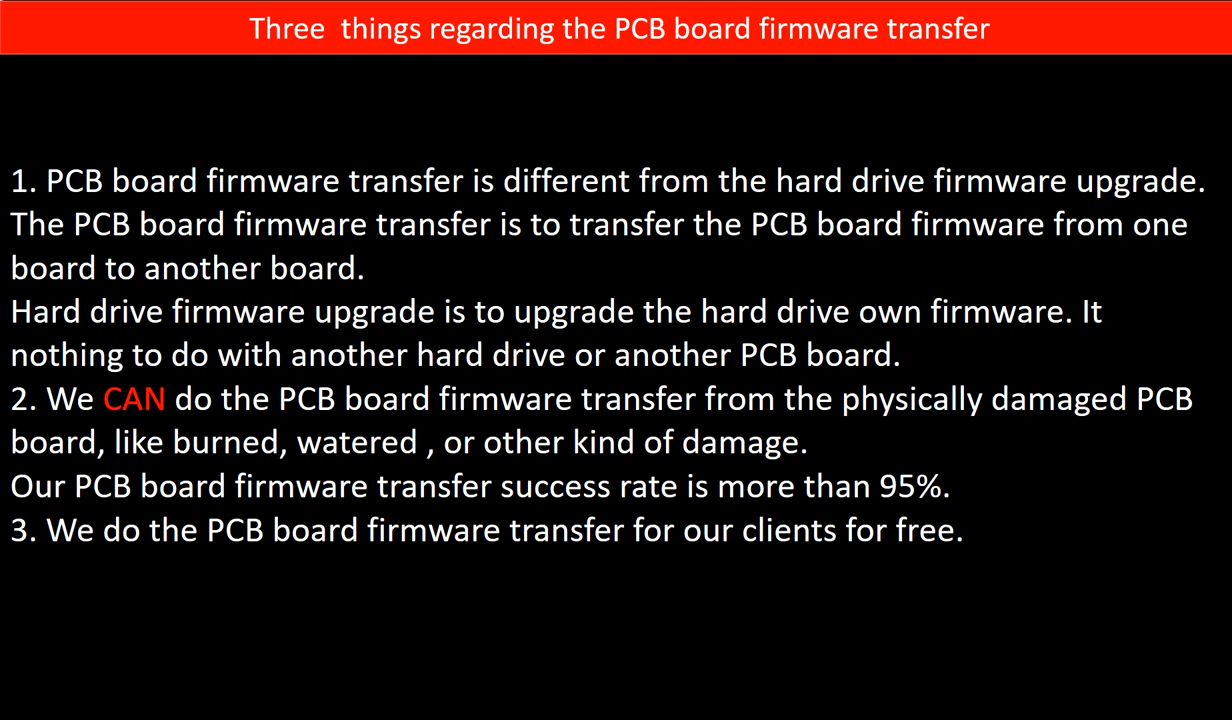 Three  things regarding the PCB board firmware transfer
1. PCB board firmware transfer is different from the hard drive firmware upgrade.
The PCB board firmware transfer is to transfer the PCB board firmware from one
board to another board.
Hard drive firmware upgrade is to upgrade the hard drive own firmware. It
nothing to do with another hard drive or another PCB board.
2. We CAN do the PCB board firmware transfer from the physically damaged PCB
board, like burned, watered , or other kind of damage.
Our PCB board firmware transfer success rate is more than 95%.
3. We do the PCB board firmware transfer for our clients for free.